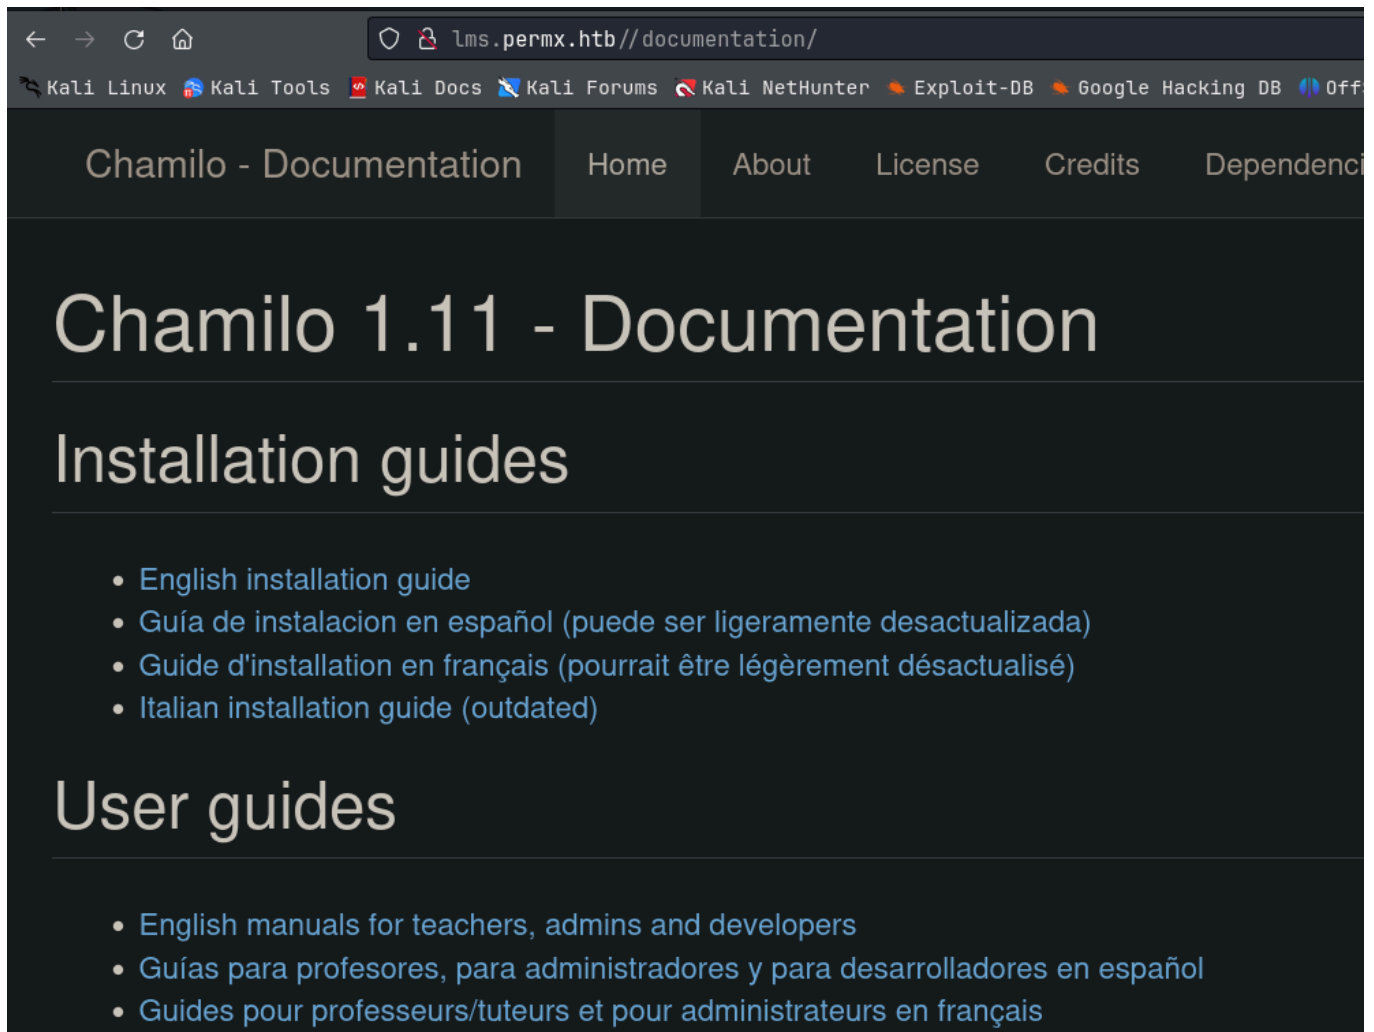 lms.permx.htb//documentation/
Kali Linux Kali Tools Kali Docs Kali Forums Kali NetHunter Exploit-DB Google Hacking DB Off
Chamilo - Documentation Home About License Credits Dependenci
Chamilo 1.11 - Documentation
Installation guides
English installation guide
Guía de instalacion en español (puede ser ligeramente desactualizada)
Guide d'installation en français (pourrait être légèrement désactualisé)
Italian installation guide (outdated)
User guides
English manuals for teachers, admins and developers
Guías para profesores, para administradores y para desarrolladores en español
Guides pour professeurs/tuteurs et pour administrateurs en français